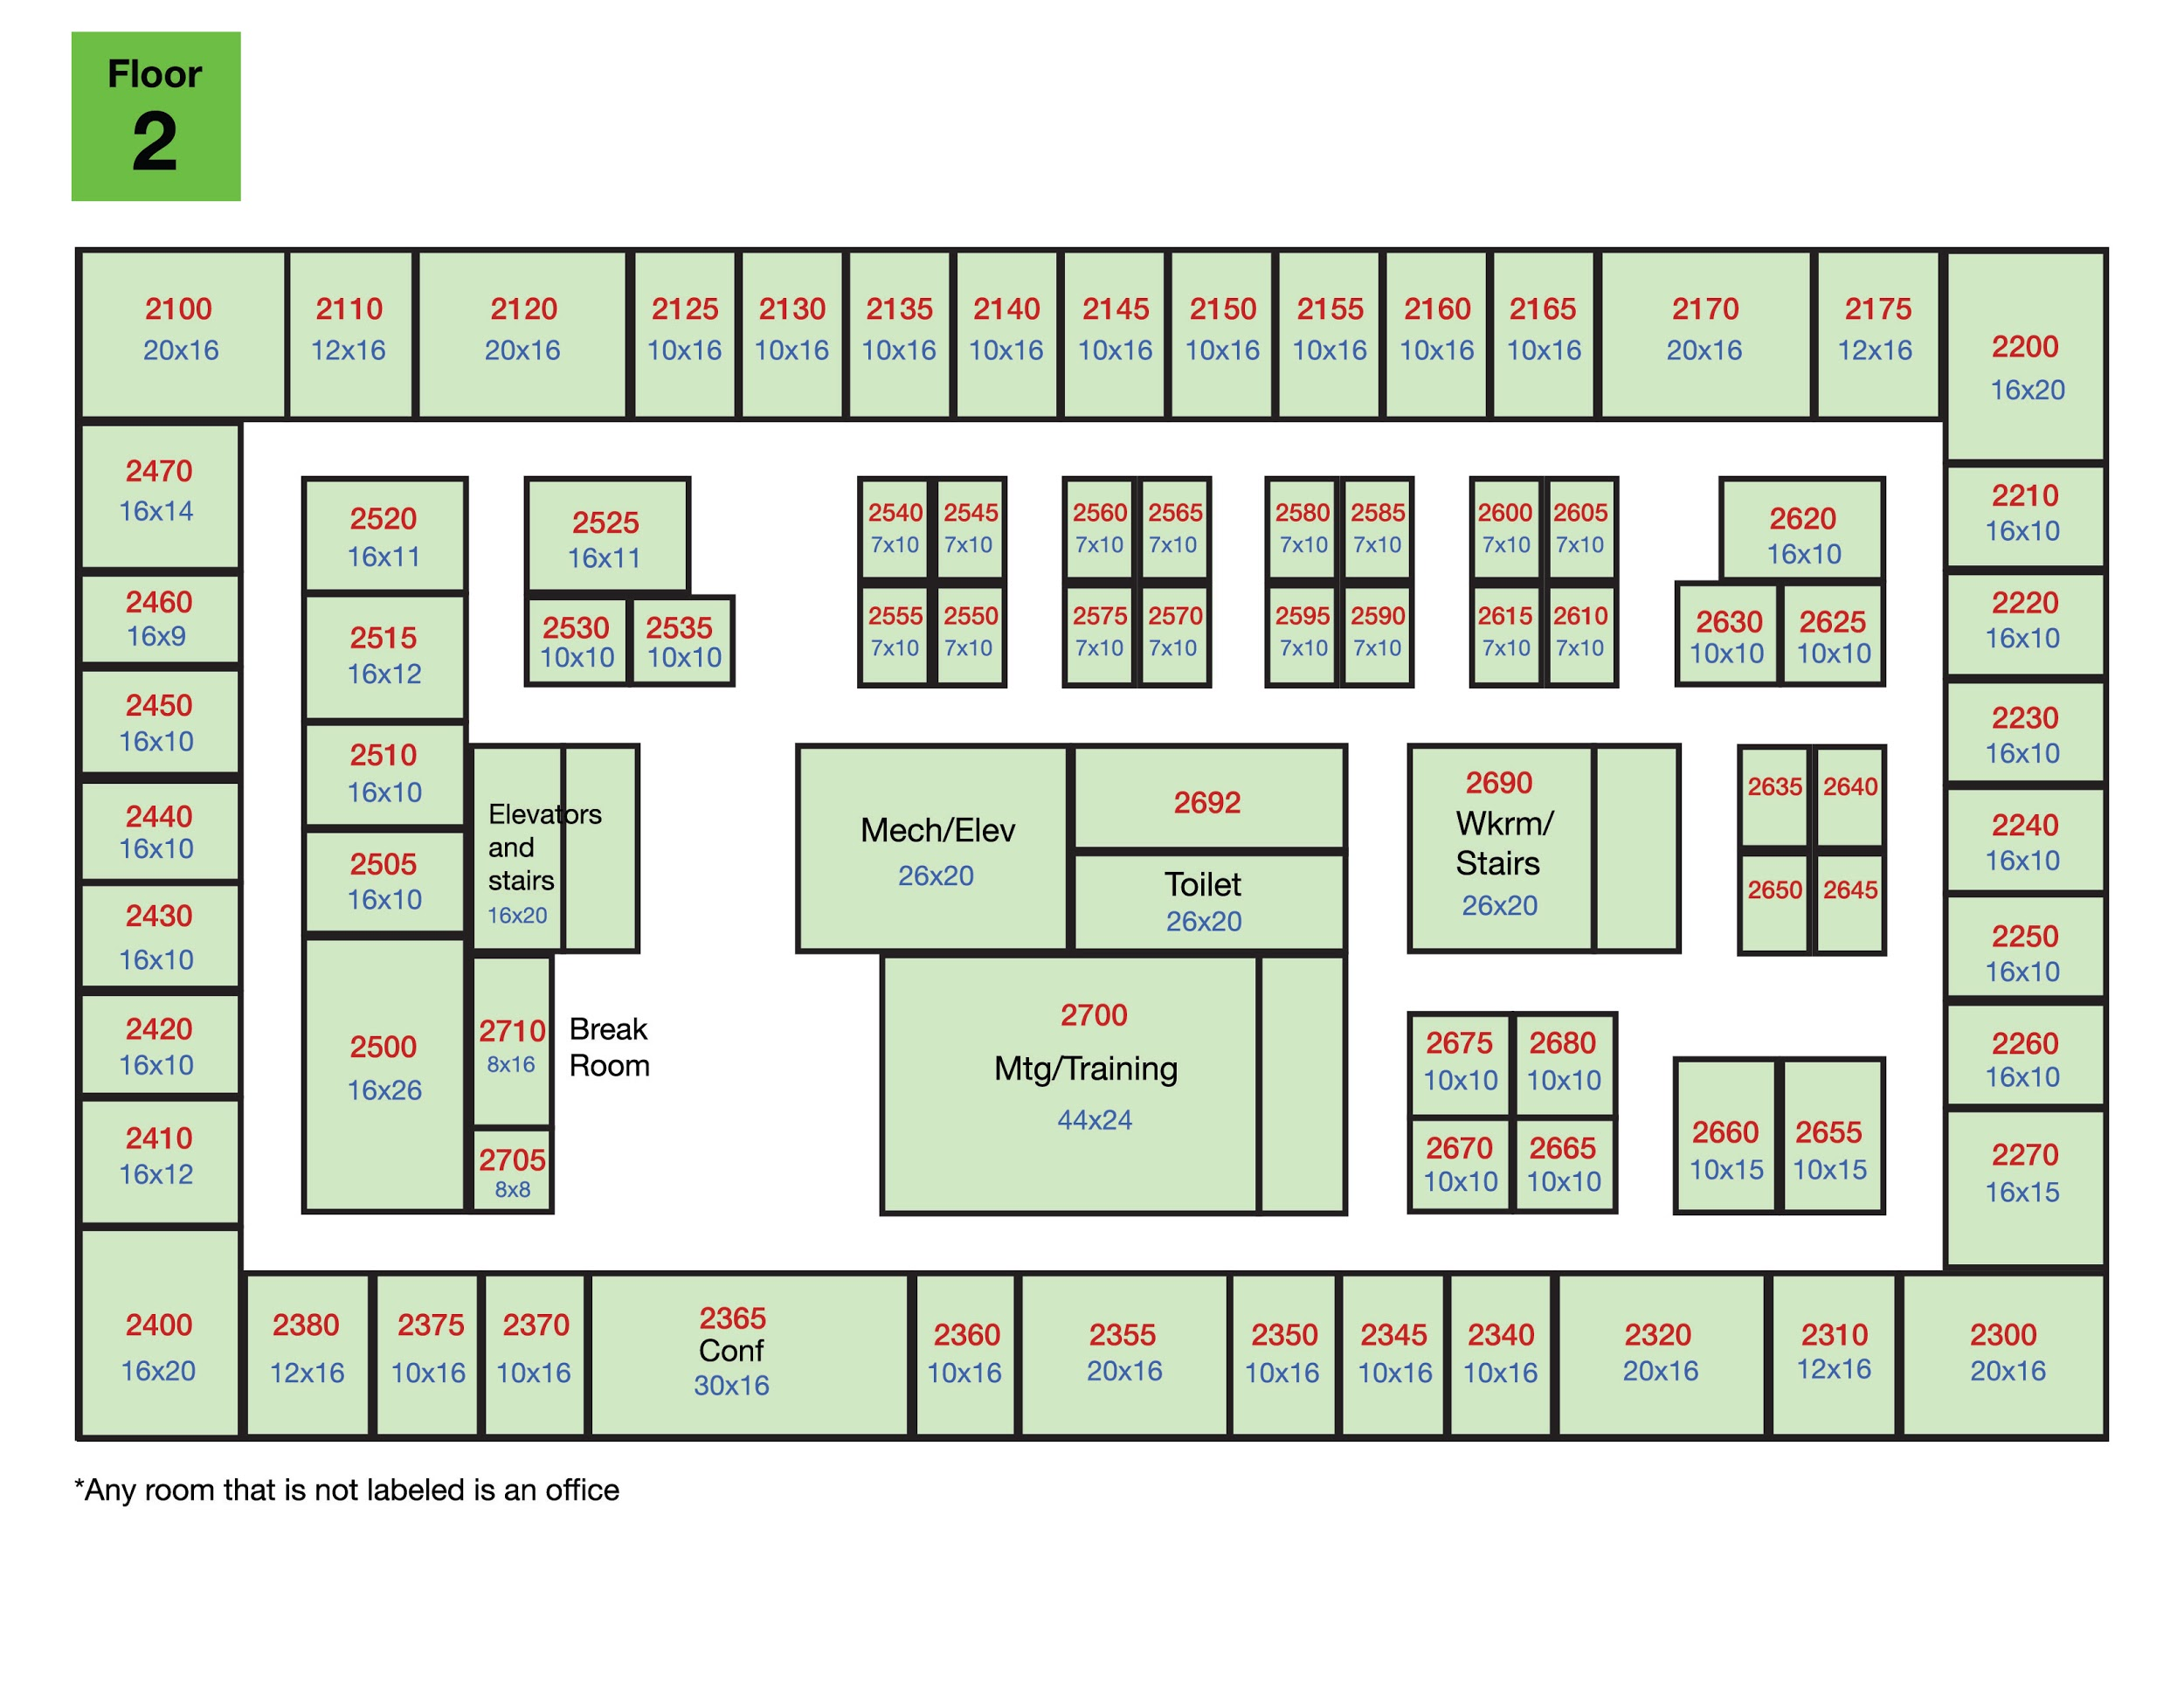 Floor
2
2100
20x16
2110
12x16
2120
20x16
2125
10x16
2130
10x16
2135
10x16
2140
10x16
2145
10x16
2150
10x16
2155
10x16
2160
10x16
2165
10x16
2170
20x16
2175
12x16
2200
16x20
2470
16x14
2460
16x9
2450
16x10
2440
16x10
2430
16x10
2420
16x10
2410
16x12
2400
16x20
2520
16x11
2515
16x12
2510
16x10
2505
16x10
2500
16x26
2525
16x11
2530
10x10
2535
10x10
Elevators
and
stairs
16x20
2710
8x16
Break
Room
2705
8x8
2540
7x10
2545
7x10
2555
7x10
2550
7x10
2560
7x10
2565
7x10
2575
7x10
2570
7x10
2580
7x10
2585
7x10
2595
7x10
2590
7x10
2600
7x10
2605
7x10
2615
7x10
2610
7x10
2620
16x10
2630
10x10
2625
10x10
Mech/Elev
26x20
2692
Toilet
26x20
2700
Mtg/Training
44x24
2690
Wkrm/
Stairs
26x20
2635
2640
2650
2645
2675
10x10
2680
10x10
2670
10x10
2665
10x10
2660
10x15
2655
10x15
2210
16x10
2220
16x10
2230
16x10
2240
16x10
2250
16x10
2260
16x10
2270
16x15
2380
12x16
2375
10x16
2370
10x16
2365
Conf
30x16
2360
10x16
2355
20x16
2350
10x16
2345
10x16
2340
10x16
2320
20x16
2310
12x16
2300
20x16
*Any room that is not labeled is an office